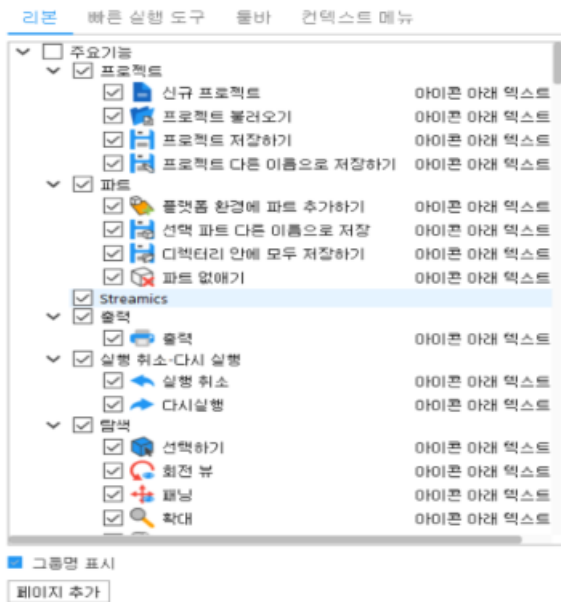 리본 빠른 실행 도구 툴바 컨텍스트 메뉴
주요기능
프로젝트
신규 프로젝트 아이콘 아래 텍스트
프로젝트 불러오기 아이콘 아래 텍스트
프로젝트 저장하기 아이콘 아래 텍스트
프로젝트 다른 이름으로 저장하기 아이콘 아래 텍스트
파트
플랫폼 환경에 파트 추가하기 아이콘 아래 텍스트
선택 파트 다른 이름으로 저장 아이콘 아래 텍스트
디렉터리 안에 모두 저장하기 아이콘 아래 텍스트
파트 없애기 아이콘 아래 텍스트
Streamics
출력
출력 아이콘 아래 텍스트
실행 취소-다시 실행
실행 취소 아이콘 아래 텍스트
다시실행 아이콘 아래 텍스트
탐색
선택하기 아이콘 아래 텍스트
회전 뷰 아이콘 아래 텍스트
패닝 아이콘 아래 텍스트
확대 아이콘 아래 텍스트
그룹명 표시
페이지 추가